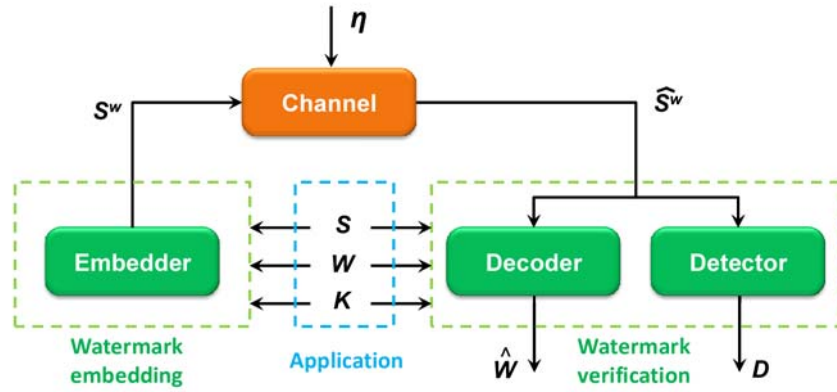 η
Channel
Sʷ
Ŝʷ
S
Embedder
W
Decoder
Detector
K
Watermark
embedding
Application
Ŵ
Watermark
verification
D